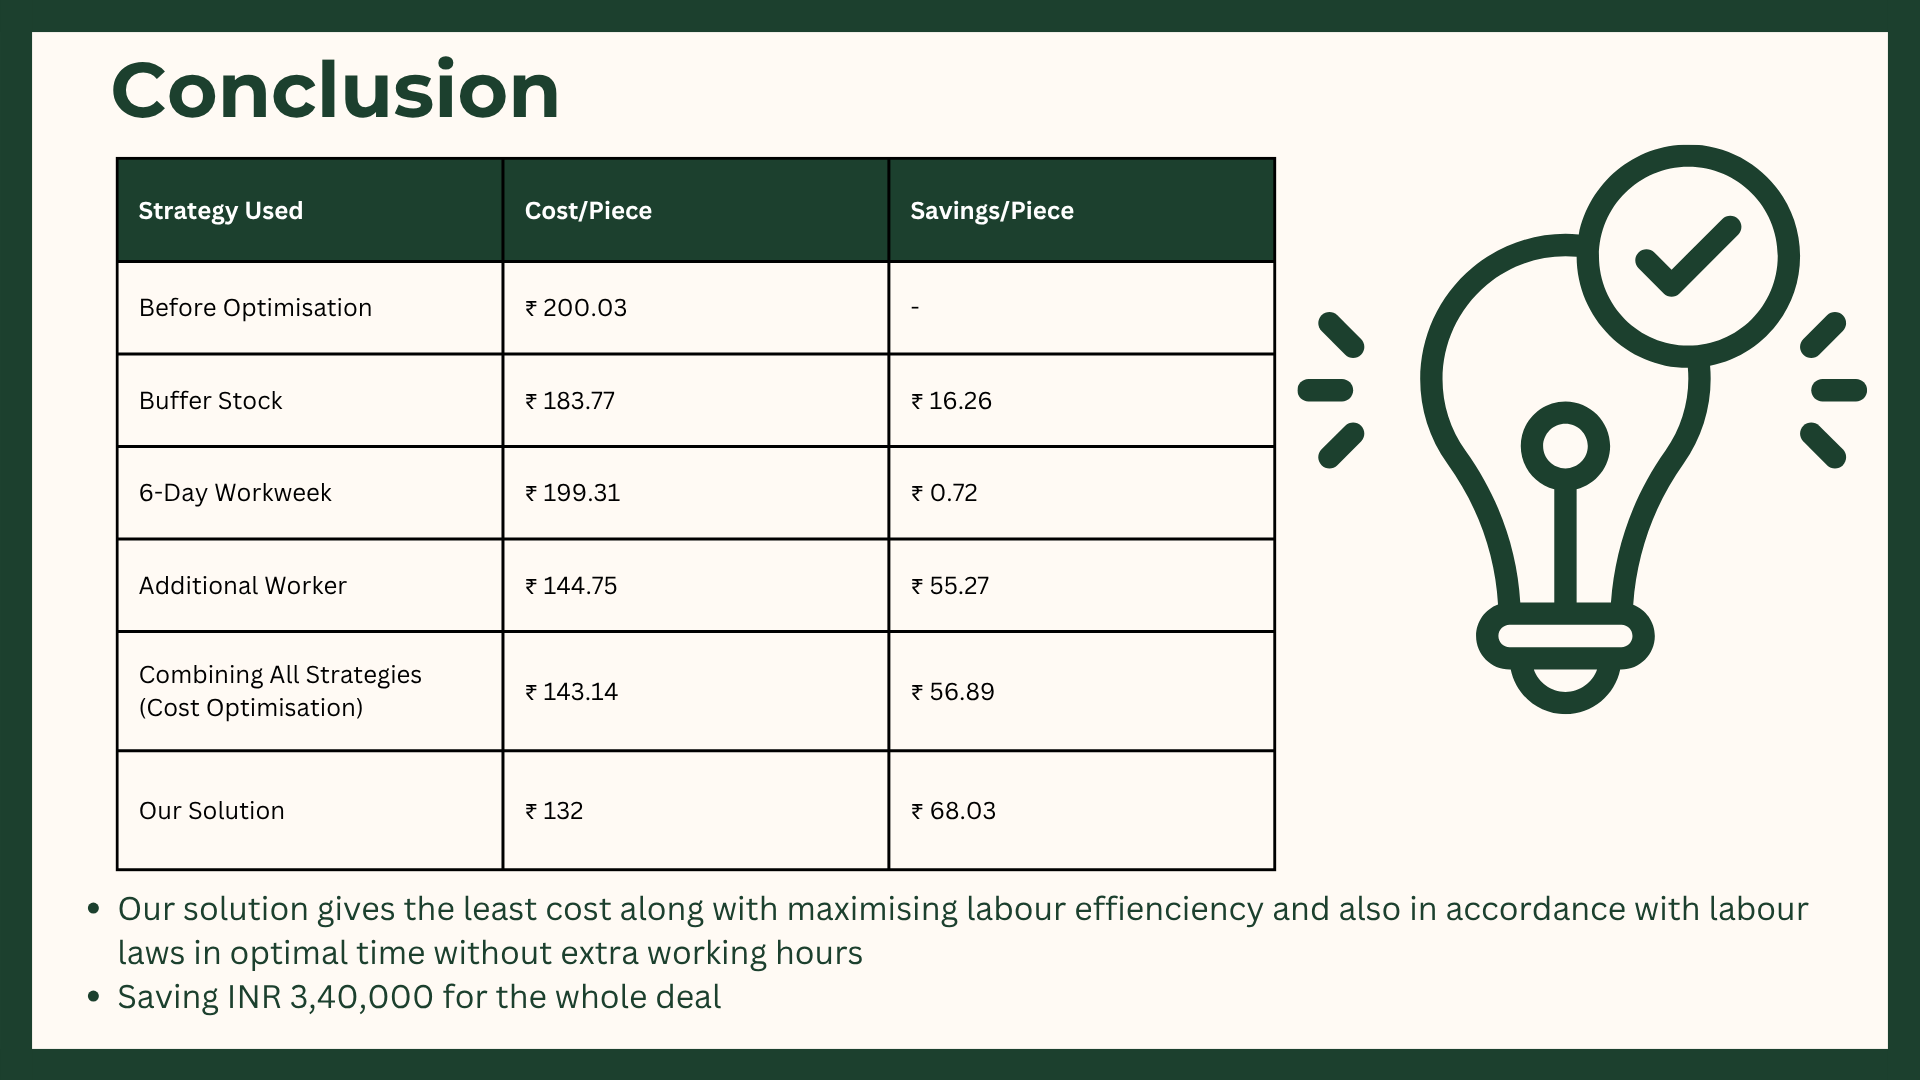 Conclusion
Strategy Used Cost/Piece Savings/Piece
Before Optimisation ₹ 200.03 -
Buffer Stock ₹ 183.77 ₹ 16.26
6-Day Workweek ₹ 199.31 ₹ 0.72
Additional Worker ₹ 144.75 ₹ 55.27
Combining All Strategies
(Cost Optimisation) ₹ 143.14 ₹ 56.89
Our Solution ₹ 132 ₹ 68.03
• Our solution gives the least cost along with maximising labour effienciency and also in accordance with labour
laws in optimal time without extra working hours
• Saving INR 3,40,000 for the whole deal